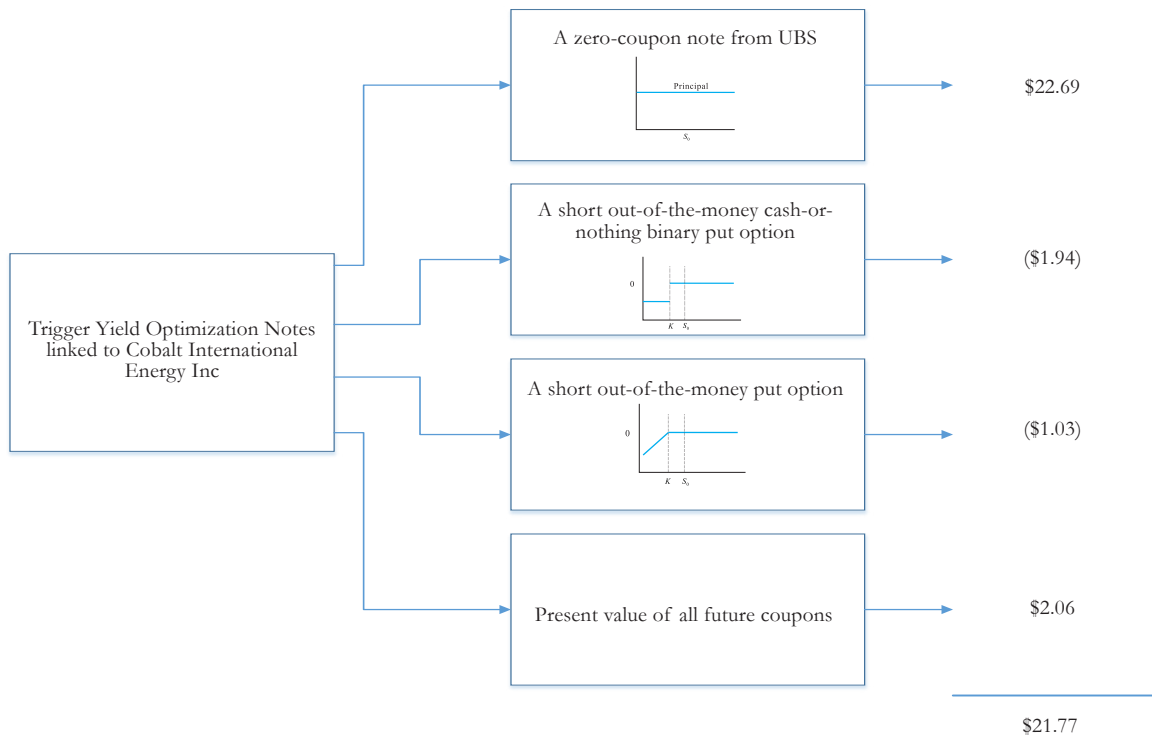 A zero-coupon note from UBS
Principal
S₀
$22.69
A short out-of-the-money cash-or-
nothing binary put option
0
K S₀
($1.94)
Trigger Yield Optimization Notes
linked to Cobalt International
Energy Inc
A short out-of-the-money put option
0
K S₀
($1.03)
Present value of all future coupons
$2.06
$21.77